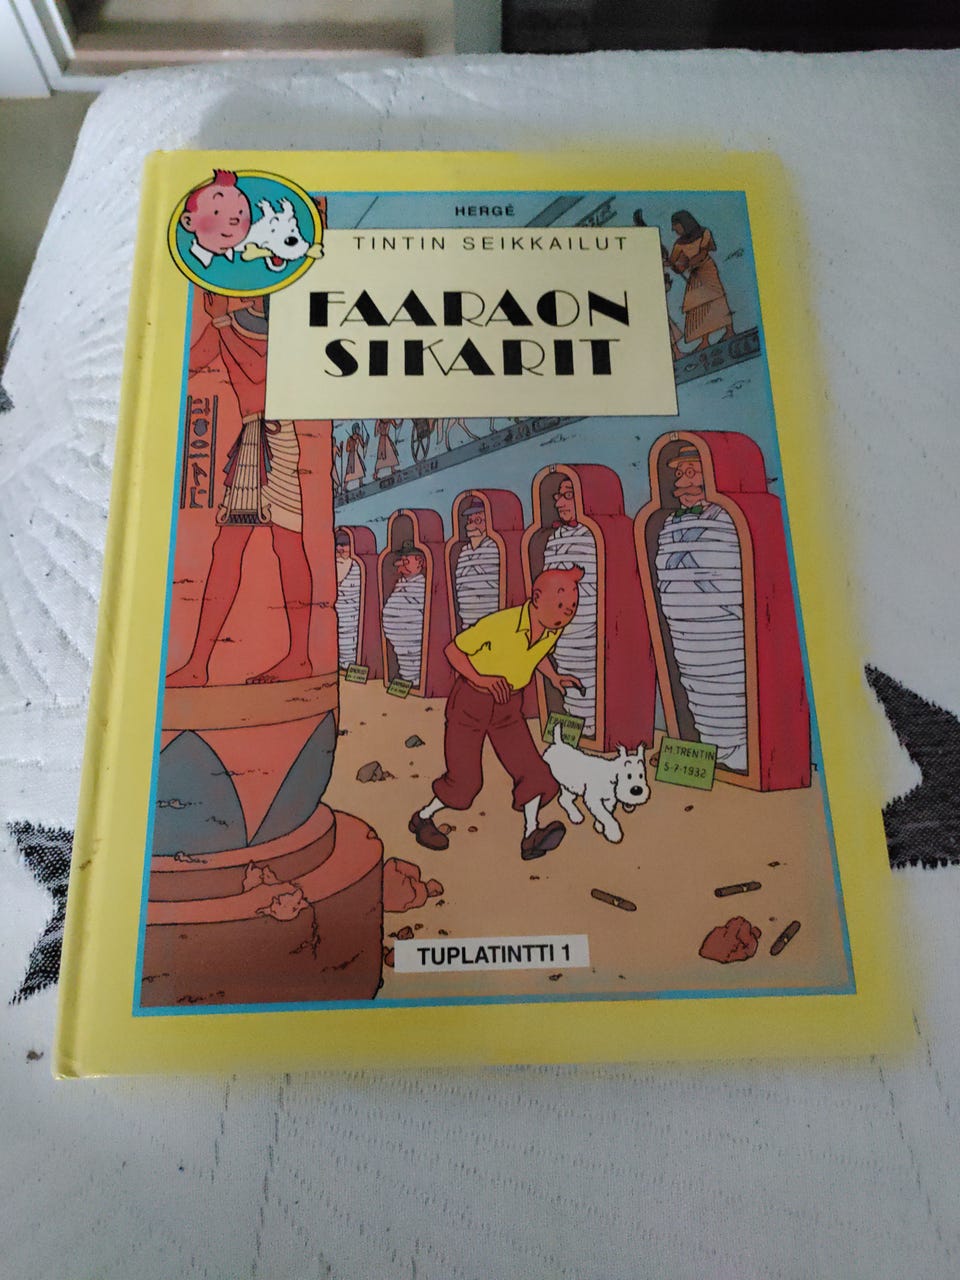 HERGÉ
TINTIN SEIKKAILUT
FAARAON
SIKARIT
M. TRENTIN
5-7-1932
TUPLATINTTI 1